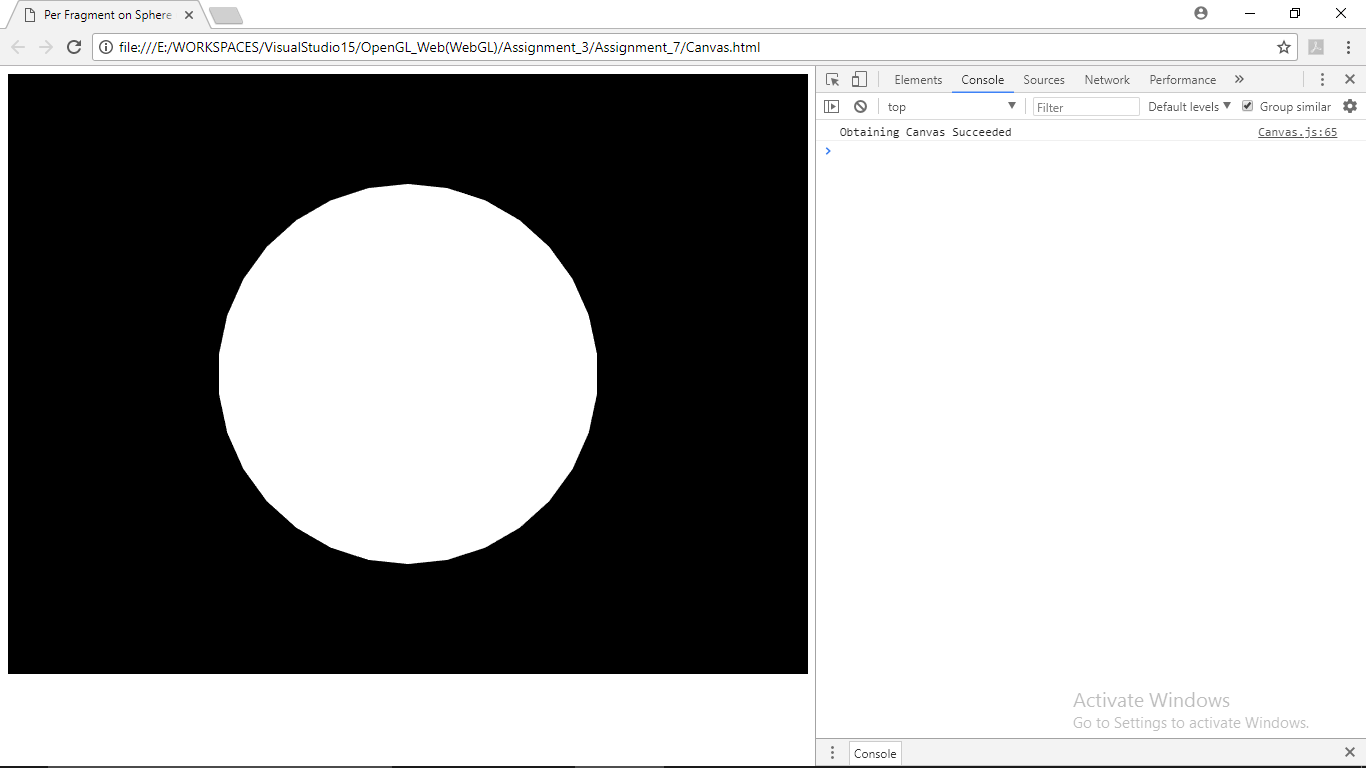 Per Fragment on Sphere
file:///E:/WORKSPACES/VisualStudio15/OpenGL_Web(WebGL)/Assignment_3/Assignment_7/Canvas.html
Elements Console Sources Network Performance »
top Filter Default levels Group similar
Obtaining Canvas Succeeded Canvas.js:65
Activate Windows
Go to Settings to activate Windows.
Console